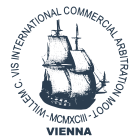 WILLEM C. VIS INTERNATIONAL COMMERCIAL ARBITRATION MOOT
- MCMXCIII -
VIENNA